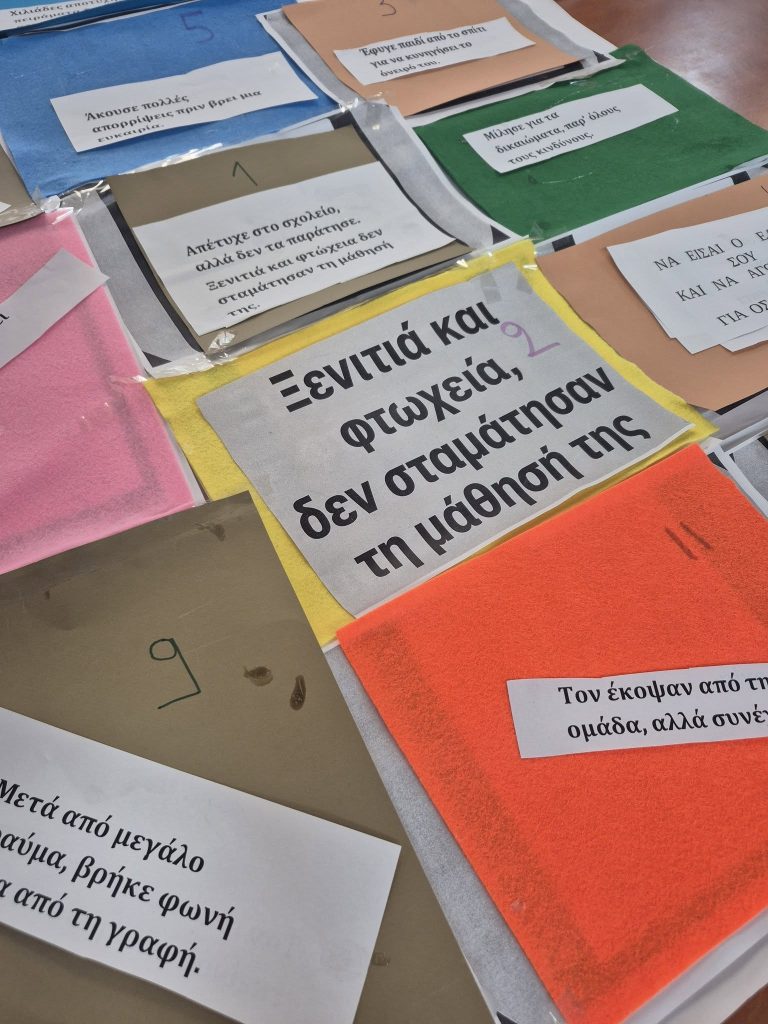 Χιλιάδες
5
Άκουσε πολλές
απορρίψεις πριν βρει μια
ευκαιρία.
3
Έφυγε παιδί από το σπίτι
για να κυνηγήσει το
όνειρό του.
Μίλησε για τα
δικαιώματα, παρ' όλους
τους κινδύνους.
1
Απέτυχε στο σχολείο,
αλλά δεν τα παράτησε.
Ξενιτιά και φτώχεια δεν
σταμάτησαν τη μάθησή
της.
ΝΑ ΕΙΣΑΙ Ο
ΣΟΥ
ΚΑΙ ΝΑ
ΓΙΑ
2
Ξενιτιά και
φτωχεία,
δεν σταμάτησαν
τη μάθησή της
11
Τον έκοψαν από
ομάδα, αλλά
9
Μετά από μεγάλο
βρήκε φωνή
από τη γραφή.